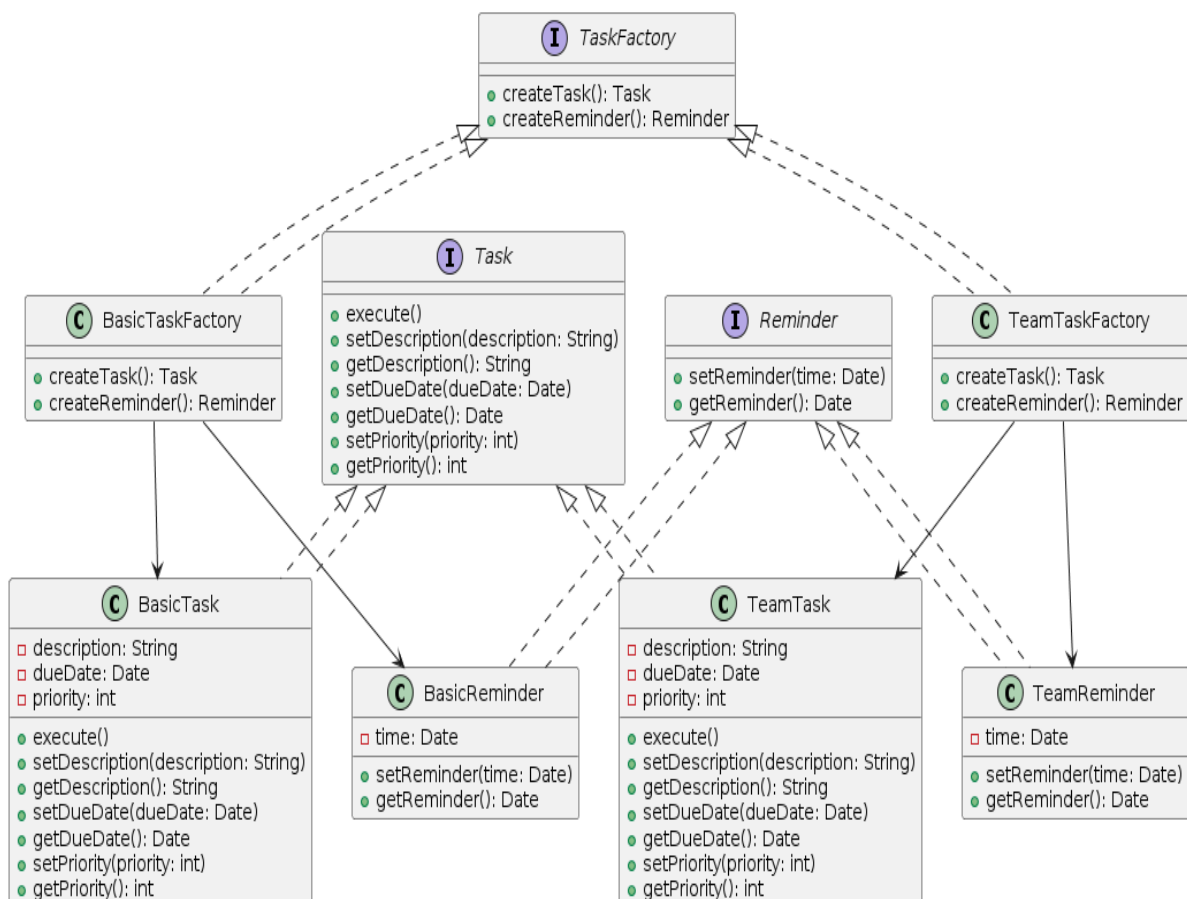 I TaskFactory
createTask(): Task
createReminder(): Reminder
I Task
execute()
setDescription(description: String)
getDescription(): String
setDueDate(dueDate: Date)
getDueDate(): Date
setPriority(priority: int)
getPriority(): int
C BasicTaskFactory
createTask(): Task
createReminder(): Reminder
I Reminder
setReminder(time: Date)
getReminder(): Date
C TeamTaskFactory
createTask(): Task
createReminder(): Reminder
C BasicTask
description: String
dueDate: Date
priority: int
execute()
setDescription(description: String)
getDescription(): String
setDueDate(dueDate: Date)
getDueDate(): Date
setPriority(priority: int)
getPriority(): int
C BasicReminder
time: Date
setReminder(time: Date)
getReminder(): Date
C TeamTask
description: String
dueDate: Date
priority: int
execute()
setDescription(description: String)
getDescription(): String
setDueDate(dueDate: Date)
getDueDate(): Date
setPriority(priority: int)
getPriority(): int
C TeamReminder
time: Date
setReminder(time: Date)
getReminder(): Date